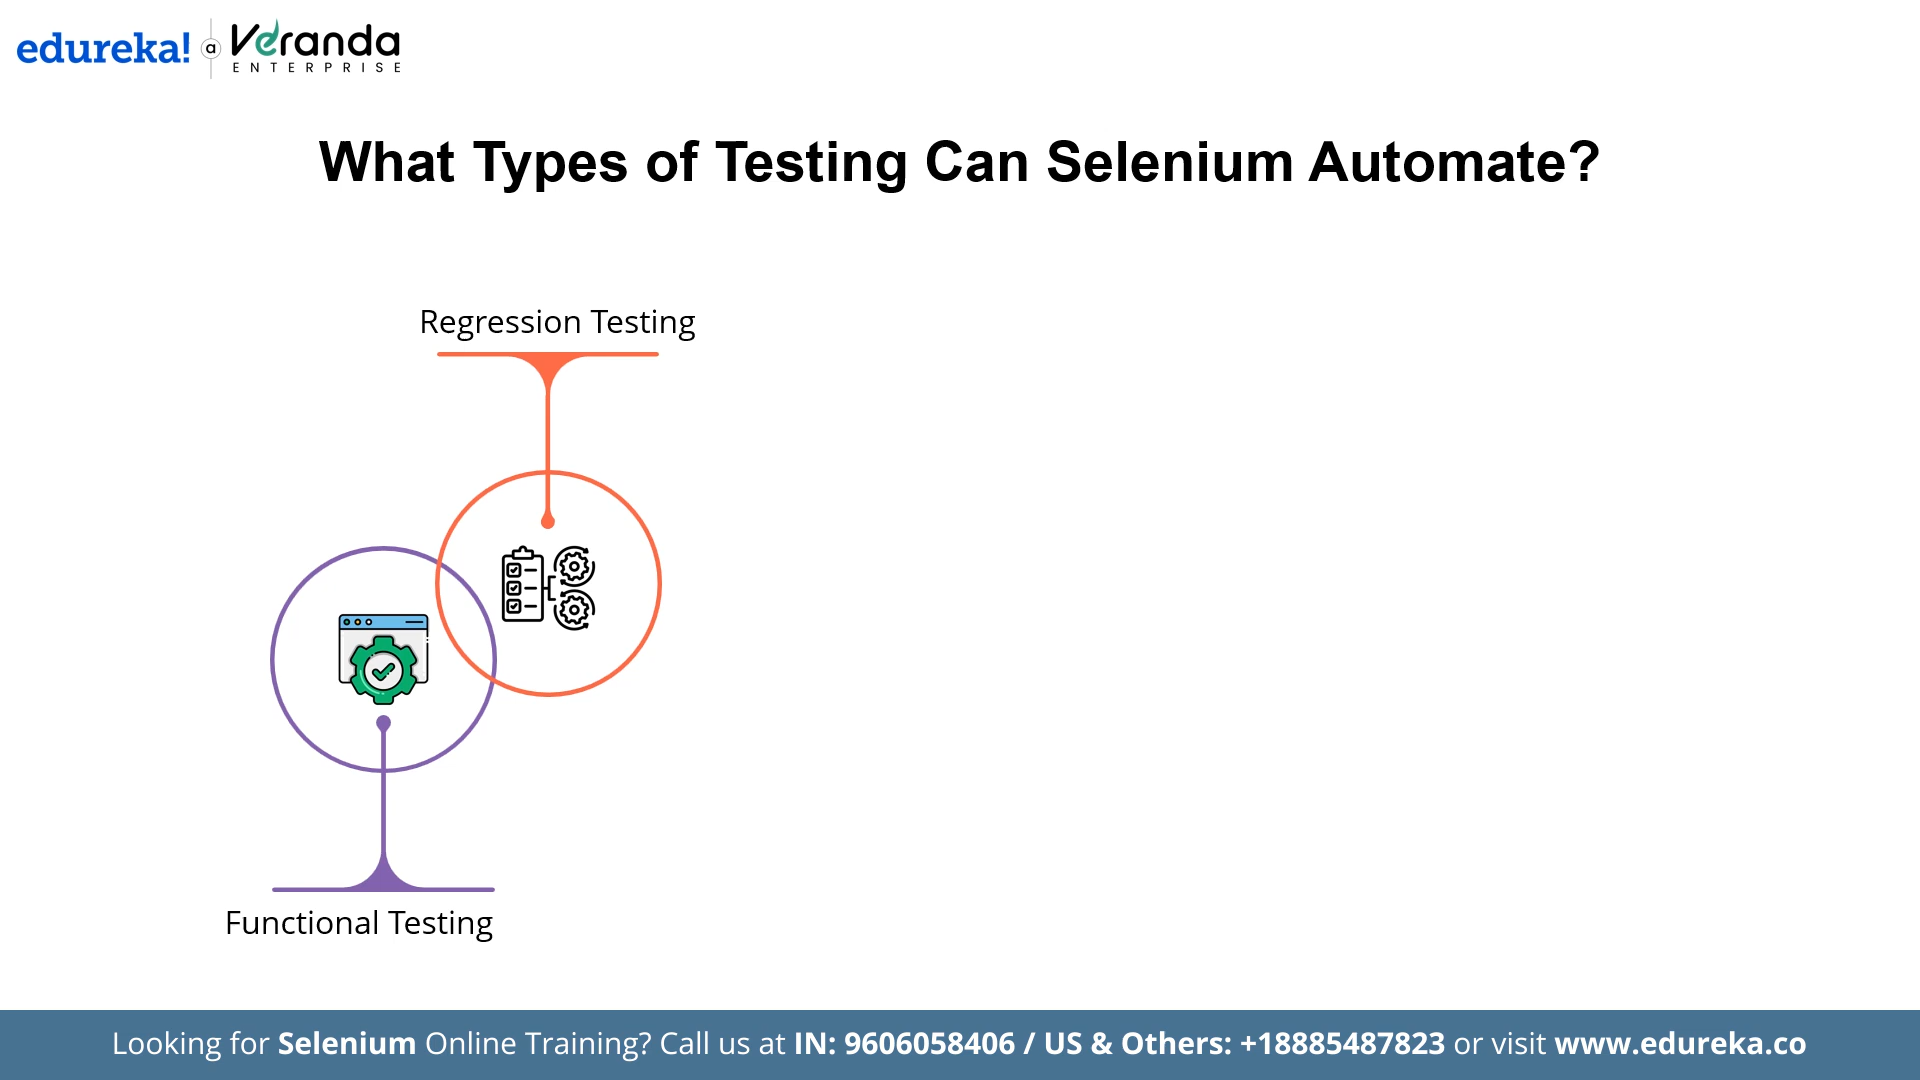 edureka! a Veranda
ENTERPRISE
What Types of Testing Can Selenium Automate?
Regression Testing
Functional Testing
Looking for Selenium Online Training? Call us at IN: 9606058406 / US & Others: +18885487823 or visit www.edureka.co